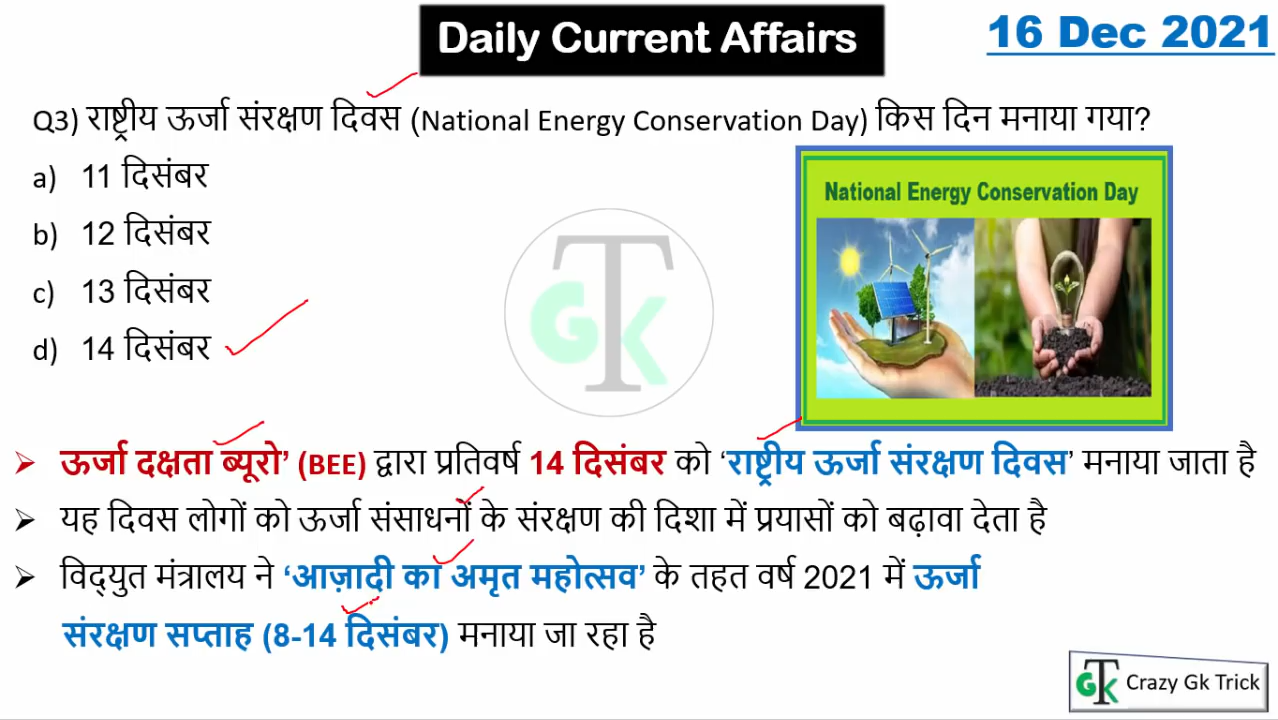 Daily Current Affairs
16 Dec 2021
Q3) राष्ट्रीय ऊर्जा संरक्षण दिवस (National Energy Conservation Day) किस दिन मनाया गया?
a) 11 दिसंबर
b) 12 दिसंबर
c) 13 दिसंबर
d) 14 दिसंबर
National Energy Conservation Day
GTK
➢ ऊर्जा दक्षता ब्यूरो’ (BEE) द्वारा प्रतिवर्ष 14 दिसंबर को ‘राष्ट्रीय ऊर्जा संरक्षण दिवस’ मनाया जाता है
➢ यह दिवस लोगों को ऊर्जा संसाधनों के संरक्षण की दिशा में प्रयासों को बढ़ावा देता है
➢ विद्युत मंत्रालय ने ‘आज़ादी का अमृत महोत्सव’ के तहत वर्ष 2021 में ऊर्जा
संरक्षण सप्ताह (8-14 दिसंबर) मनाया जा रहा है
GTK Crazy Gk Trick